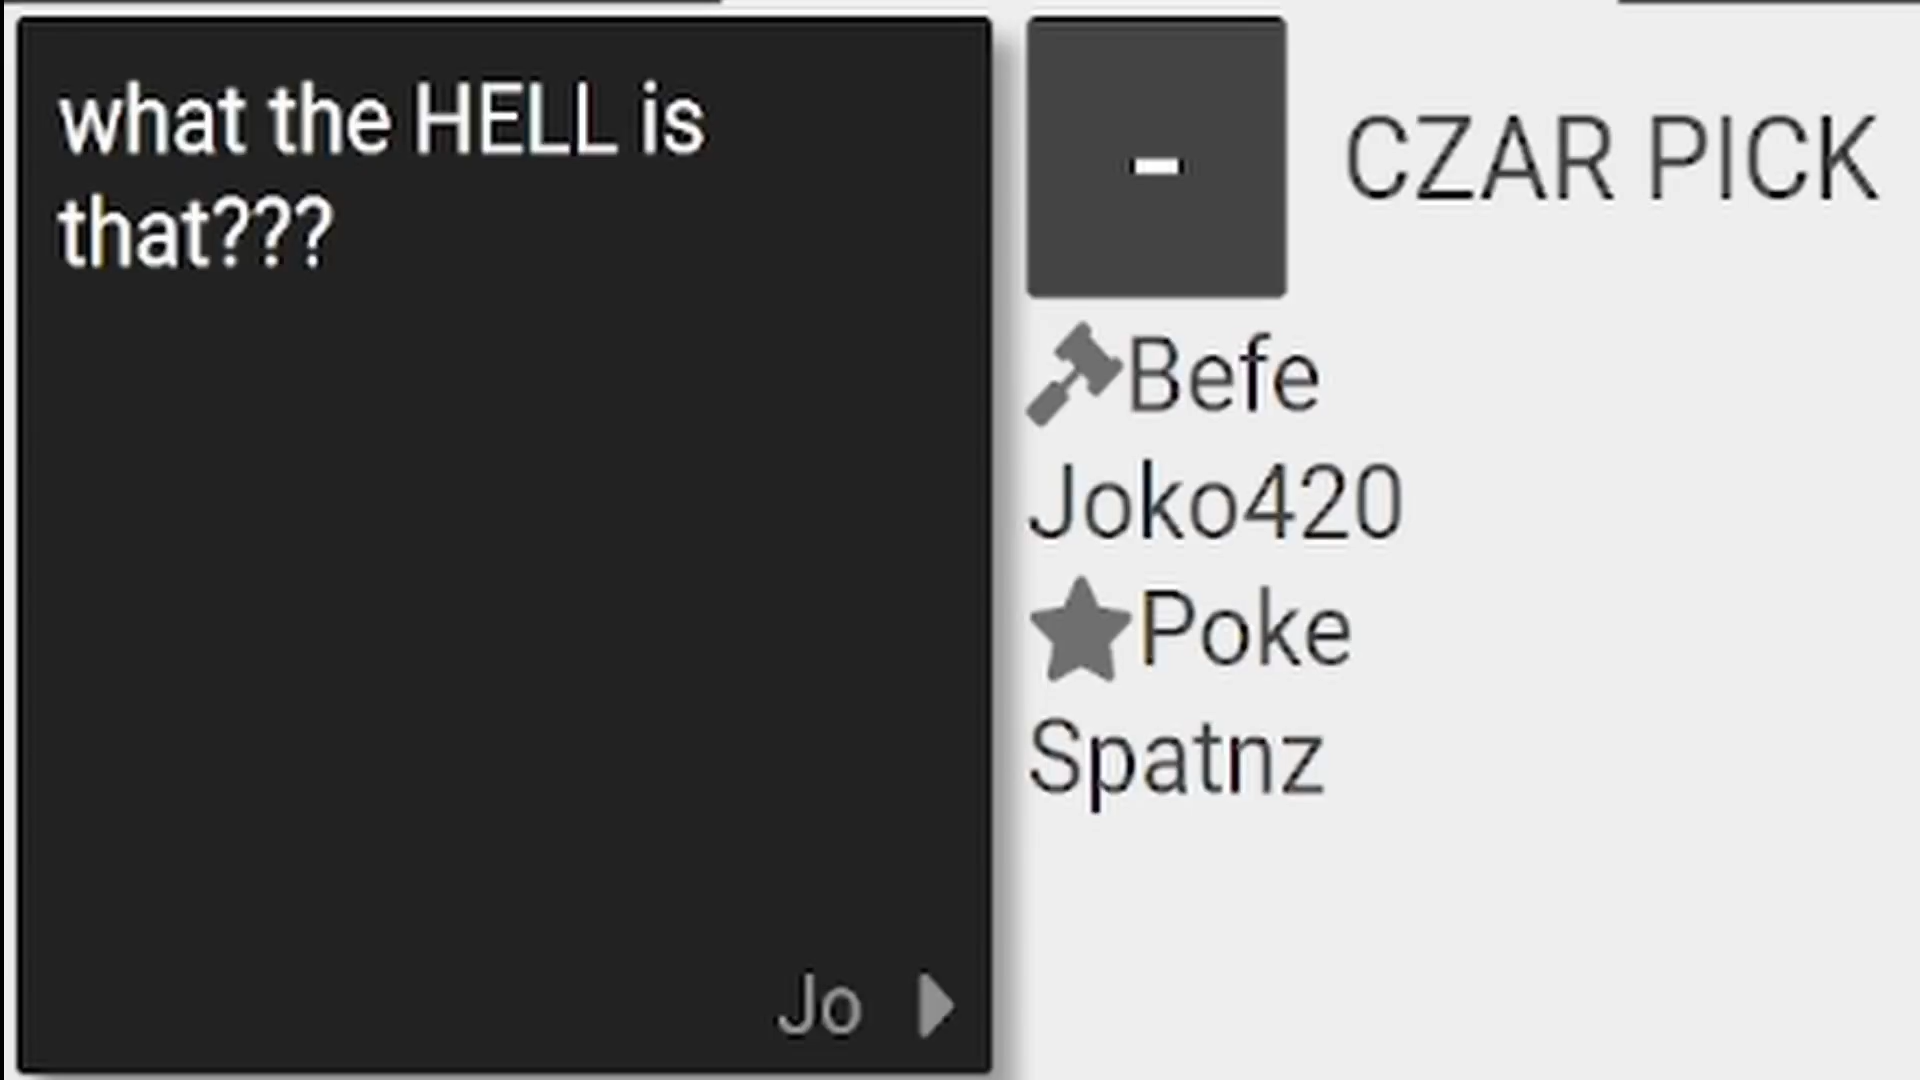 what the HELL is
that???
Jo
-
CZAR PICK
Befe
Joko420
Poke
Spatnz